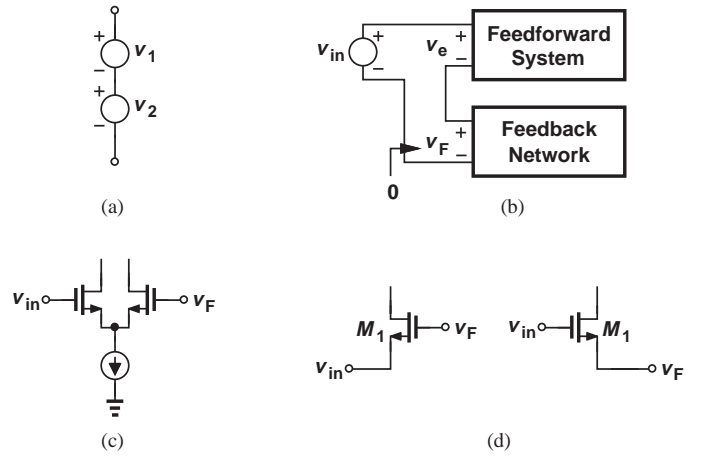 +
v1
−
+
v2
−
(a)
vin
+
−
+
ve
−
Feedforward
System
+
vF
−
Feedback
Network
0
(b)
vin
vF
(c)
M1
vF
vin
vin
M1
vF
(d)